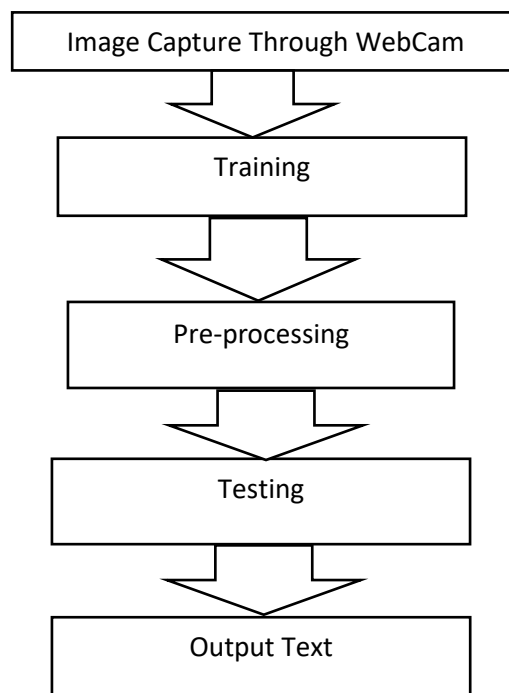 Image Capture Through WebCam
Training
Pre-processing
Testing
Output Text